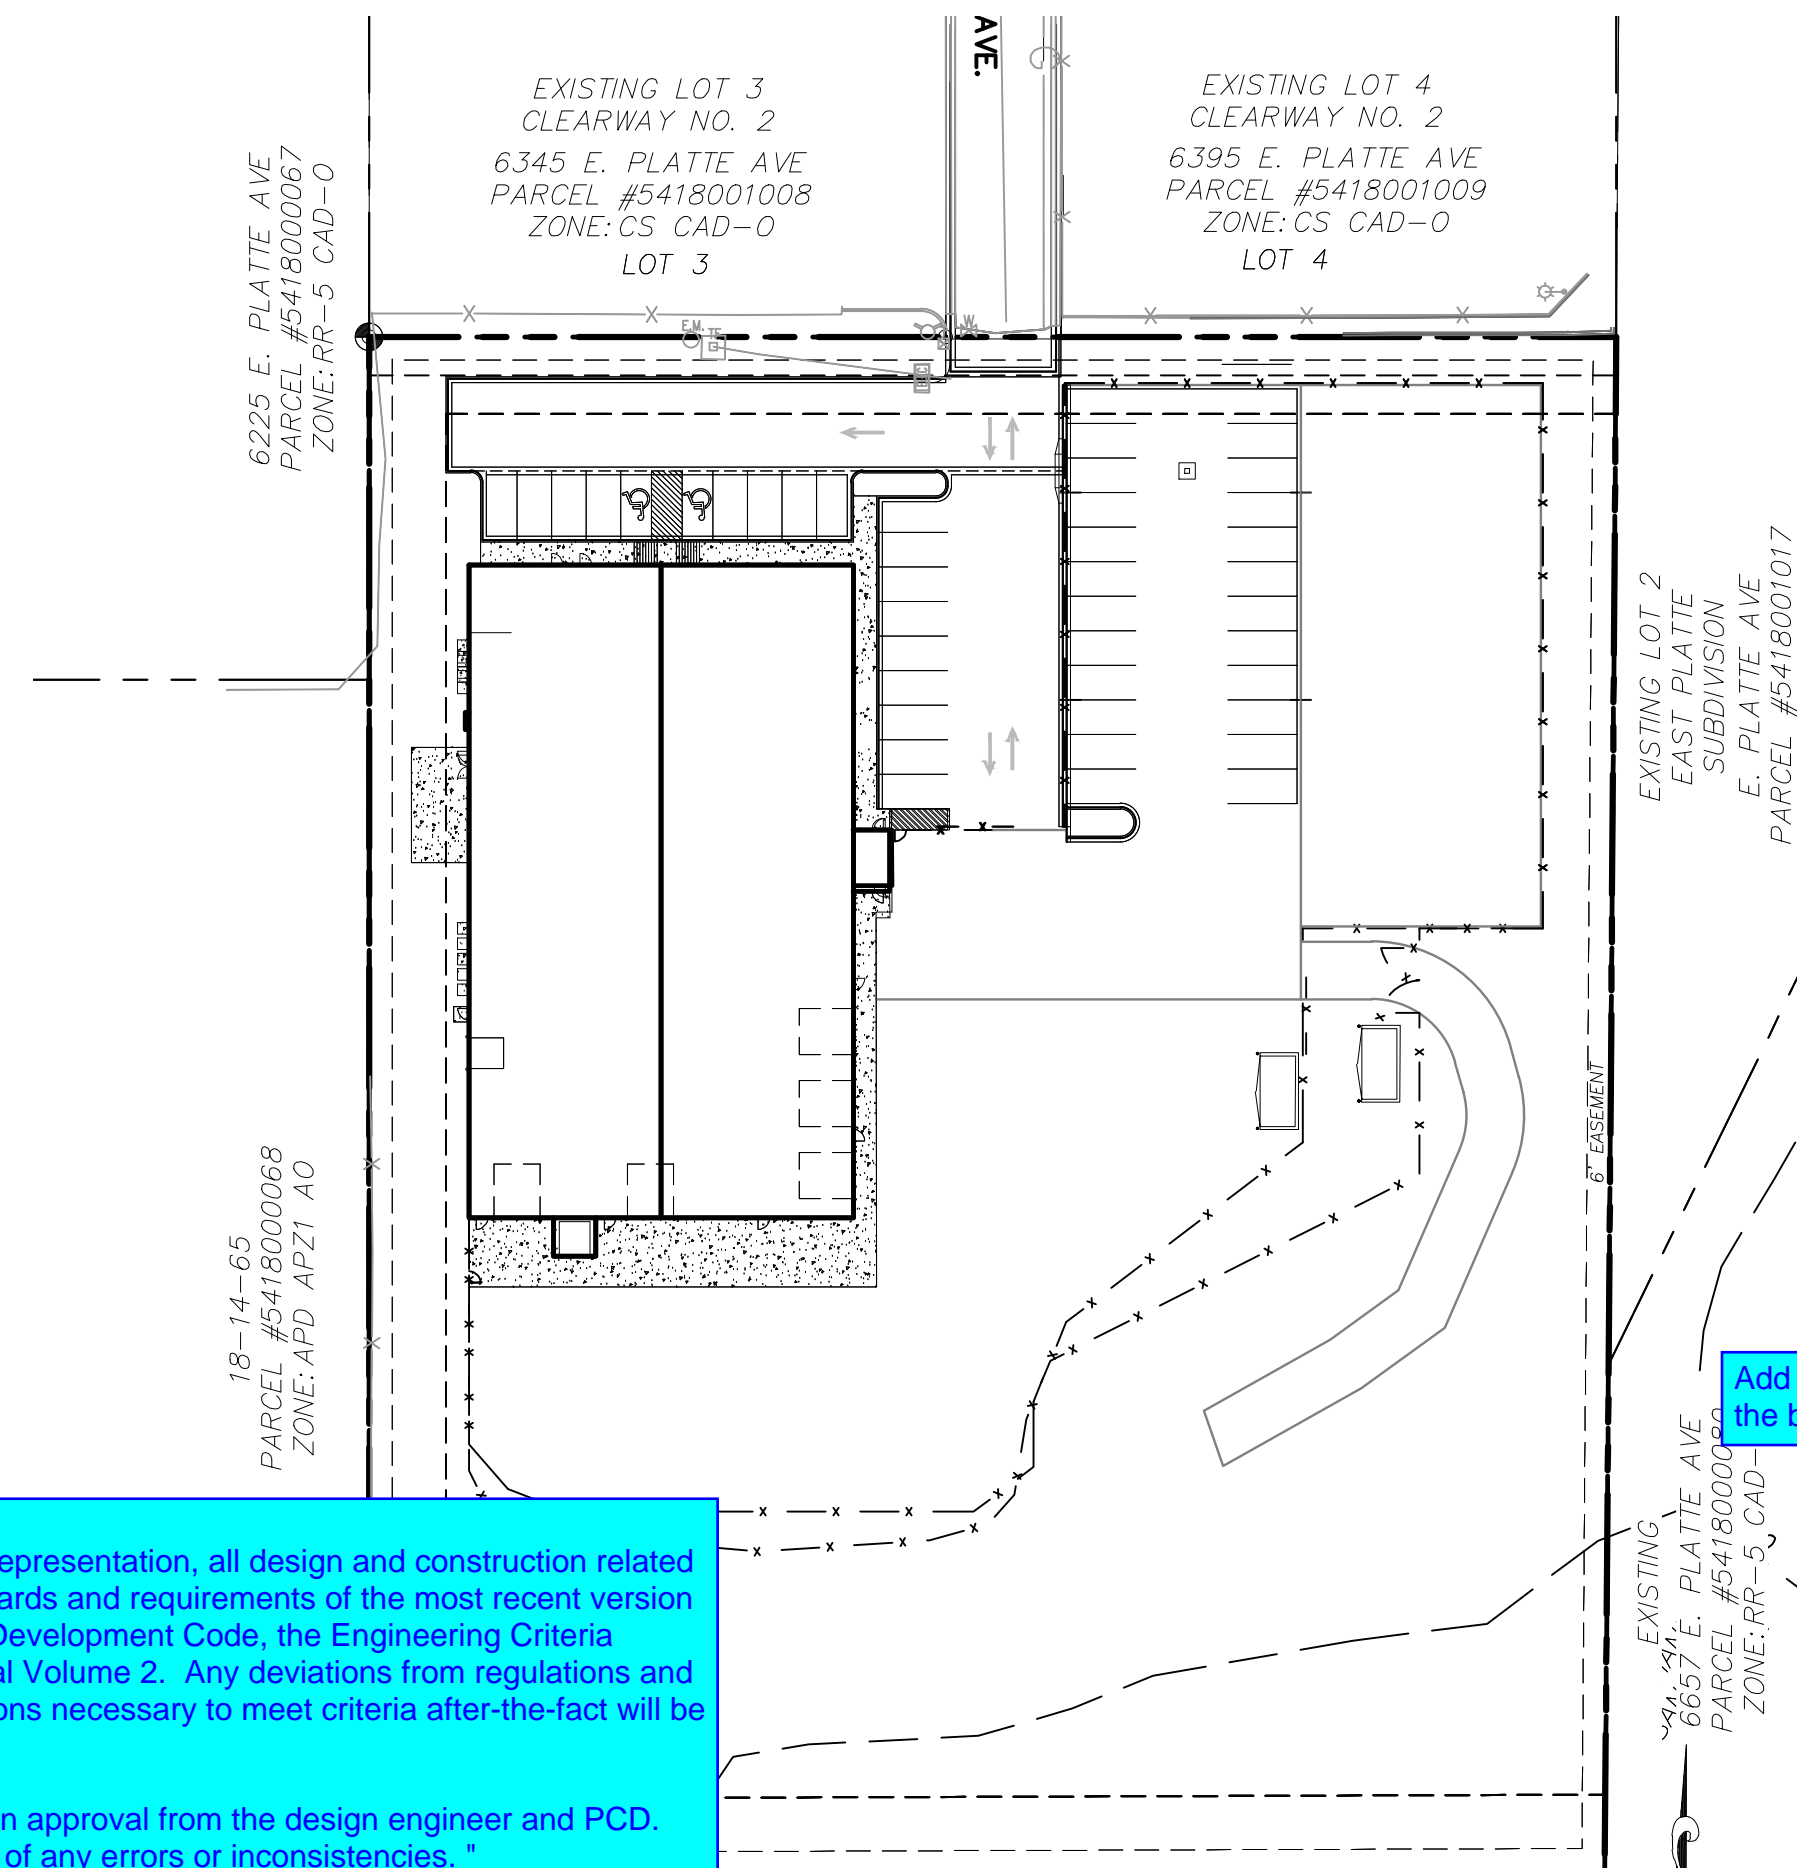 AVE.
EXISTING LOT 3
CLEARWAY NO. 2
6345 E. PLATTE AVE
PARCEL #5418001008
ZONE: CS CAD-O
LOT 3
EXISTING LOT 4
CLEARWAY NO. 2
6395 E. PLATTE AVE
PARCEL #5418001009
ZONE: CS CAD-O
LOT 4
6225 E. PLATTE AVE
PARCEL #5418000067
ZONE: RR-5 CAD-O
E.M.
TE
W
EXISTING LOT 2
EAST PLATTE
SUBDIVISION
E. PLATTE AVE
PARCEL #5418001017
6' EASEMENT
18-14-65
PARCEL #5418000068
ZONE: APD APZ1 AO
Add
the b
EXISTING
6657 E. PLATTE AVE
PARCEL #5418000080
ZONE: RR-5 CAD-
epresentation, all design and construction related
ards and requirements of the most recent version
Development Code, the Engineering Criteria
al Volume 2. Any deviations from regulations and
ons necessary to meet criteria after-the-fact will be
n approval from the design engineer and PCD.
of any errors or inconsistencies. "